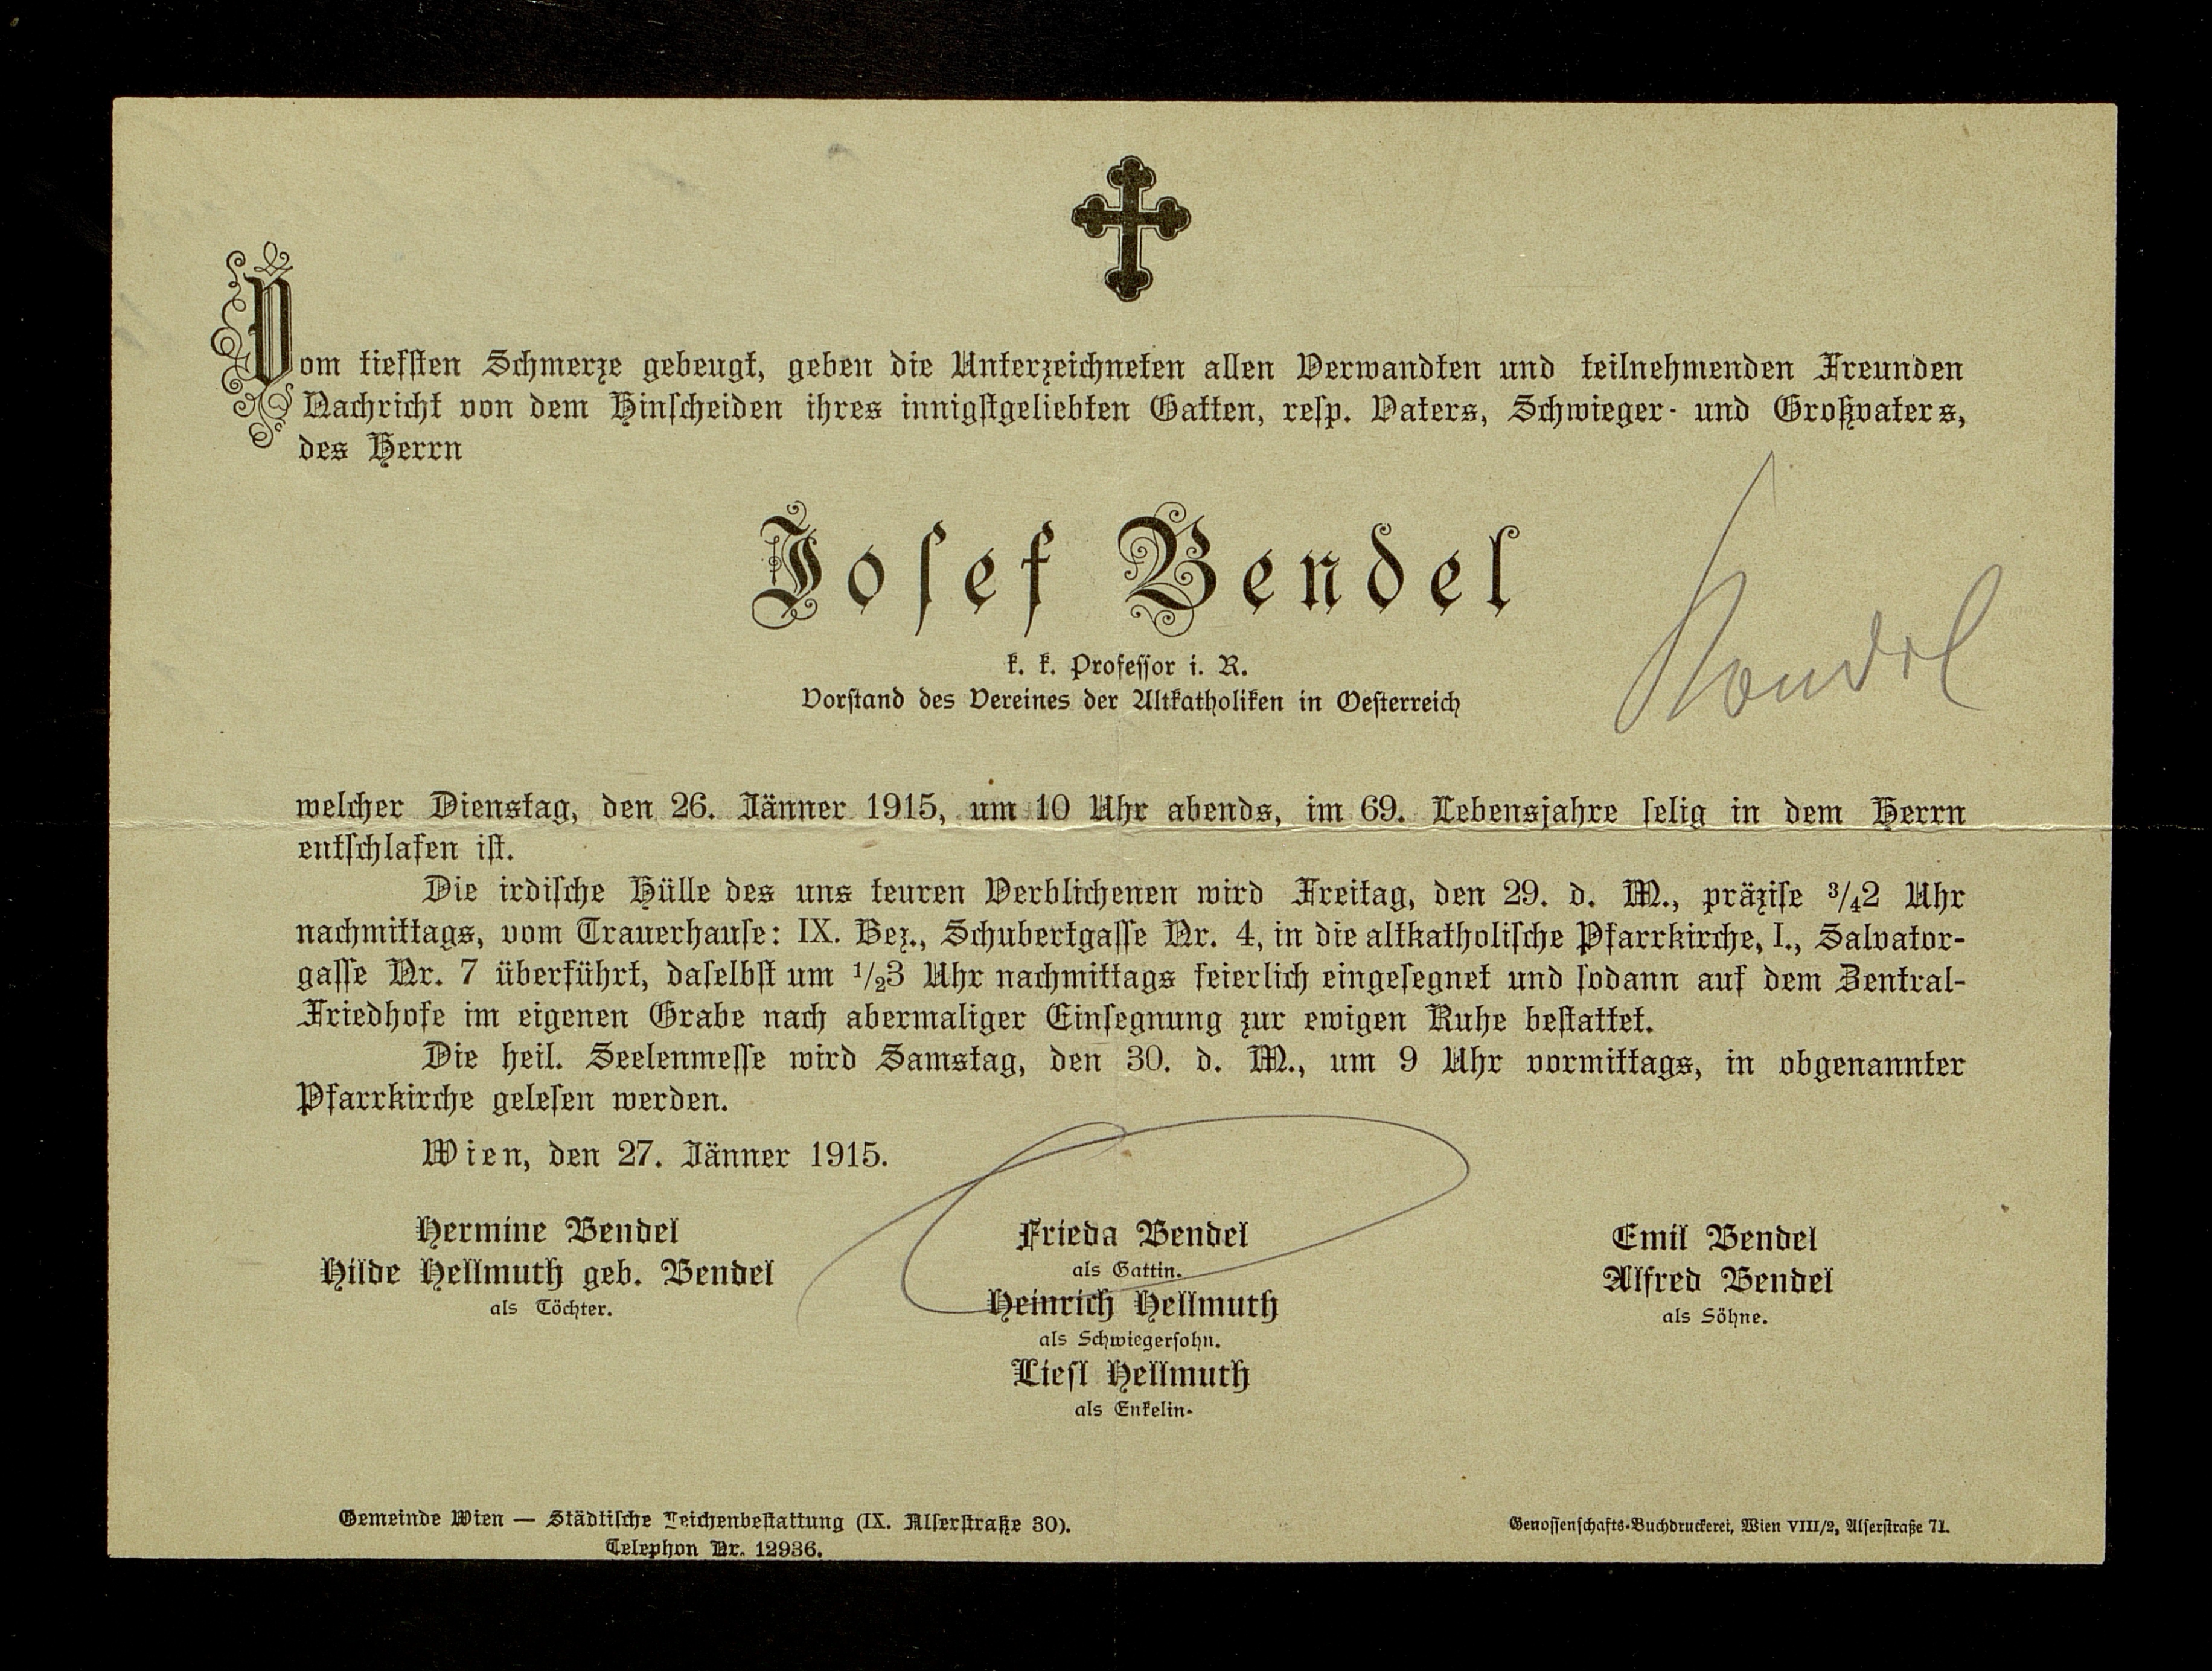 Vom tiefsten Schmerze gebeugt, geben die Unterzeichneten allen Verwandten und teilnehmenden Freunden
Nachricht von dem Hinscheiden ihres innigstgeliebten Gatten, resp. Vaters, Schwieger- und Großvaters,
des Herrn
Josef Bendel
k. k. Professor i. R.
Vorstand des Vereines der Altkatholiken in Oesterreich
welcher Dienstag, den 26. Jänner 1915, um 10 Uhr abends, im 69. Lebensjahre selig in dem Herrn
entschlafen ist.
Die irdische Hülle des uns teuren Verblichenen wird Freitag, den 29. d. M., präzise 3/42 Uhr
nachmittags, vom Trauerhause: IX. Bez., Schubertgasse Nr. 4, in die altkatholische Pfarrkirche, I., Salvator-
gasse Nr. 7 überführt, daselbst um 1/23 Uhr nachmittags feierlich eingesegnet und sodann auf dem Zentral-
Friedhofe im eigenen Grabe nach abermaliger Einsegnung zur ewigen Ruhe bestattet.
Die heil. Seelenmesse wird Samstag, den 30. d. M., um 9 Uhr vormittags, in obgenannter
Pfarrkirche gelesen werden.
Wien, den 27. Jänner 1915.
Hermine Bendel
Hilde Hellmuth geb. Bendel
als Töchter.
Frieda Bendel
als Gattin.
Heinrich Hellmuth
als Schwiegersohn.
Liesl Hellmuth
als Enkelin.
Emil Bendel
Alfred Bendel
als Söhne.
Gemeinde Wien — Städtische Leichenbestattung (IX. Alserstraße 30).
Telephon Nr. 12936.
Genossenschafts-Buchdruckerei, Wien VIII/2, Alserstraße 71.